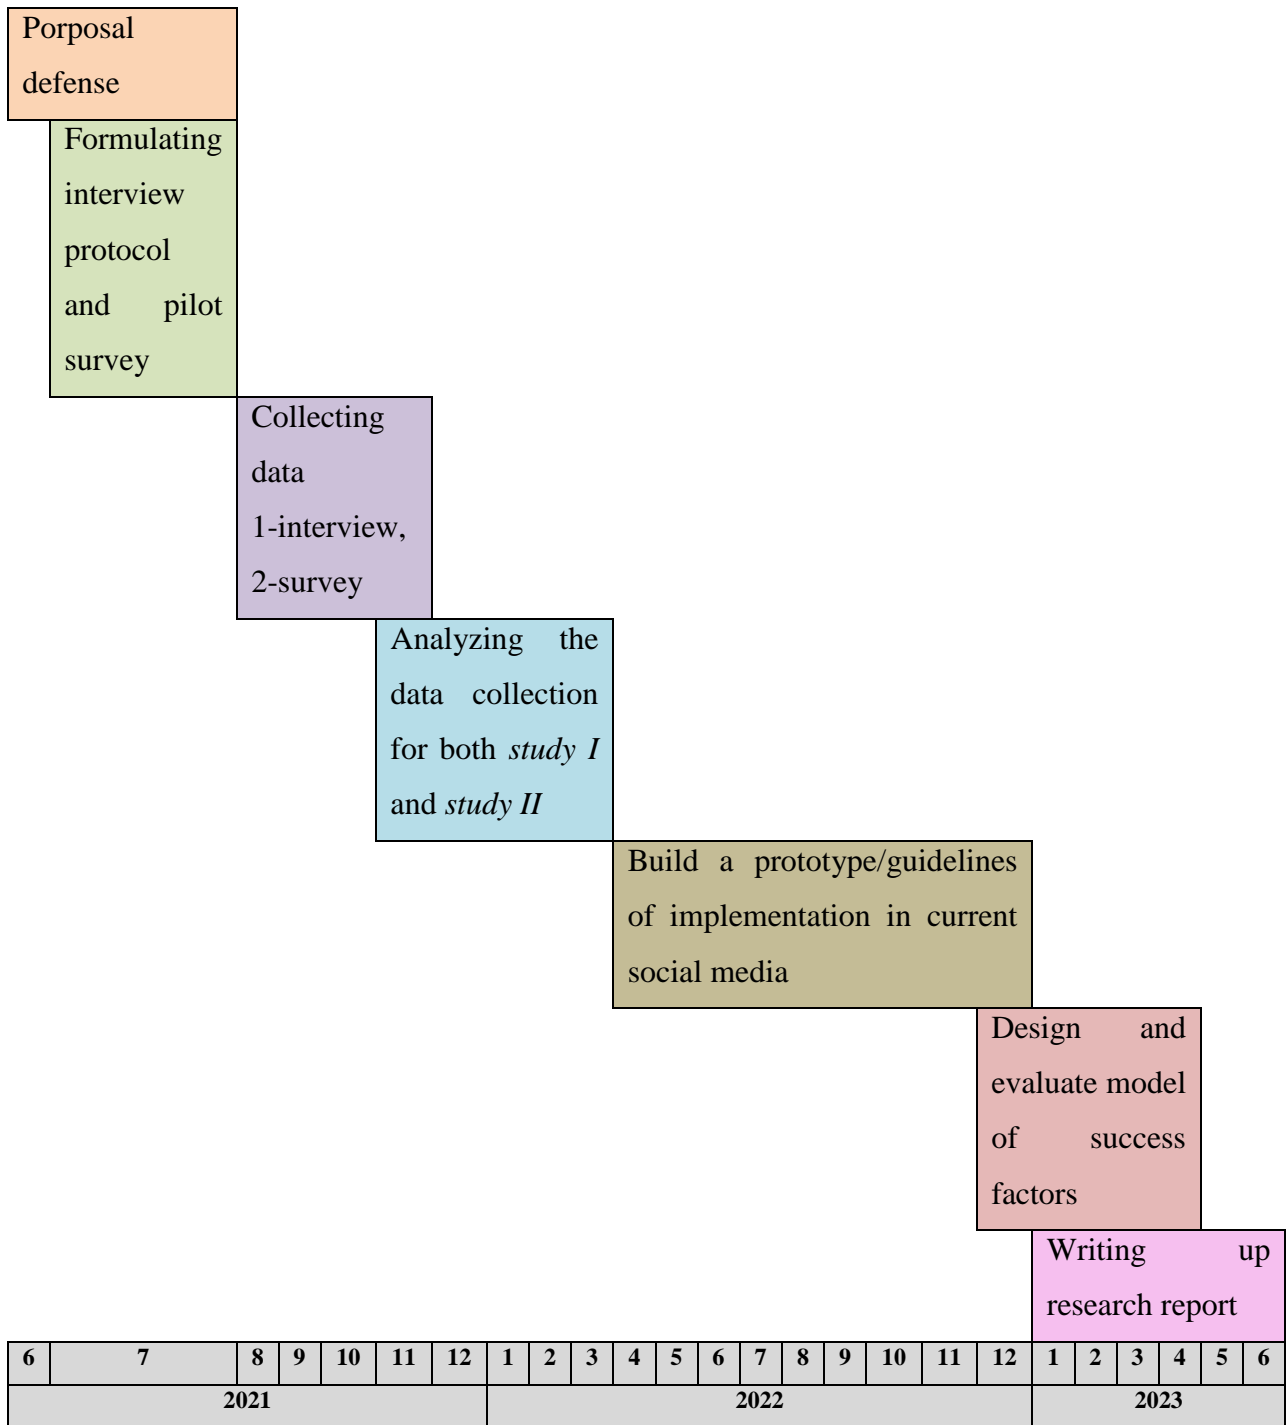 Porposal
defense
Formulating
interview
protocol
and pilot
survey
Collecting
data
1-interview,
2-survey
Analyzing the
data collection
for both study I
and study II
Build a prototype/guidelines
of implementation in current
social media
Design and
evaluate model
of success
factors
Writing up
research report
6 7 8 9 10 11 12 1 2 3 4 5 6 7 8 9 10 11 12 1 2 3 4 5 6
2021 2022 2023